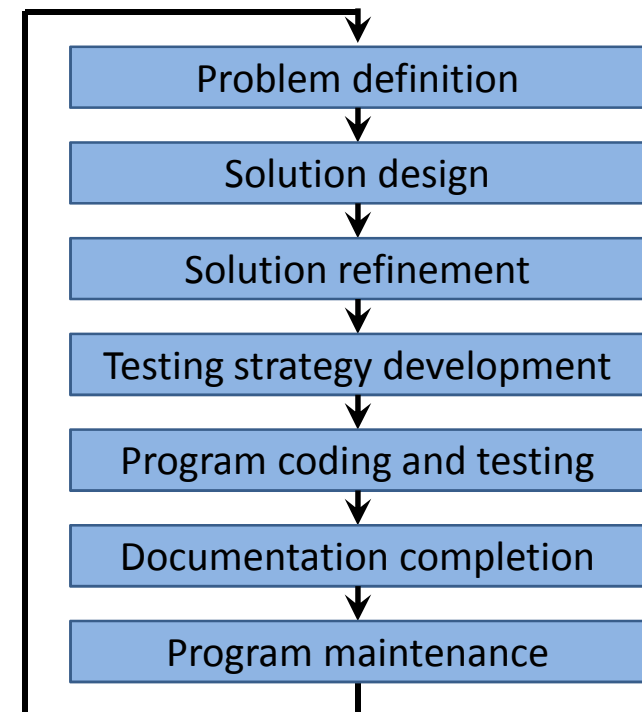 Problem definition
Solution design
Solution refinement
Testing strategy development
Program coding and testing
Documentation completion
Program maintenance